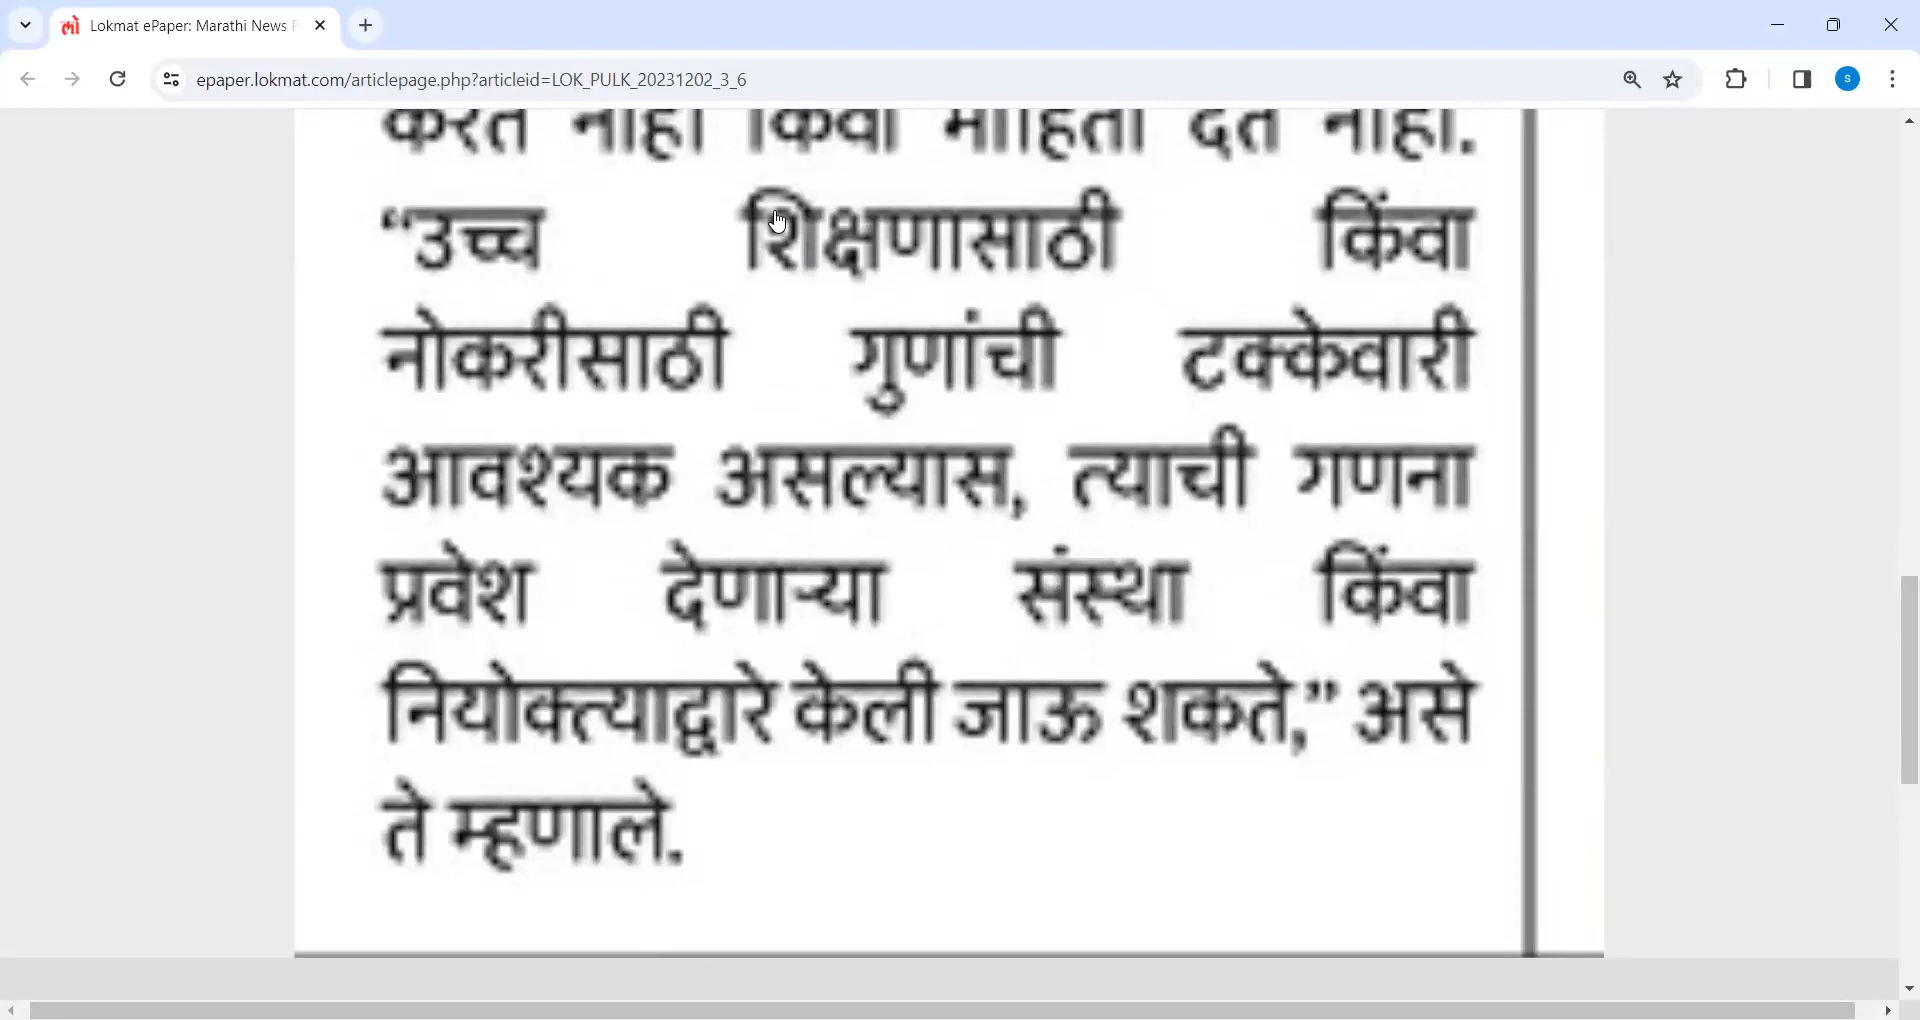 Lokmat ePaper: Marathi News
epaper.lokmat.com/articlepage.php?articleid=LOK_PULK_20231202_3_6
S
करत नाही किंवा माहिती देत नाही.
“उच्च शिक्षणासाठी किंवा
नोकरीसाठी गुणांची टक्केवारी
आवश्यक असल्यास, त्याची गणना
प्रवेश देणाऱ्या संस्था किंवा
नियोक्त्याद्वारे केली जाऊ शकते,” असे
ते म्हणाले.